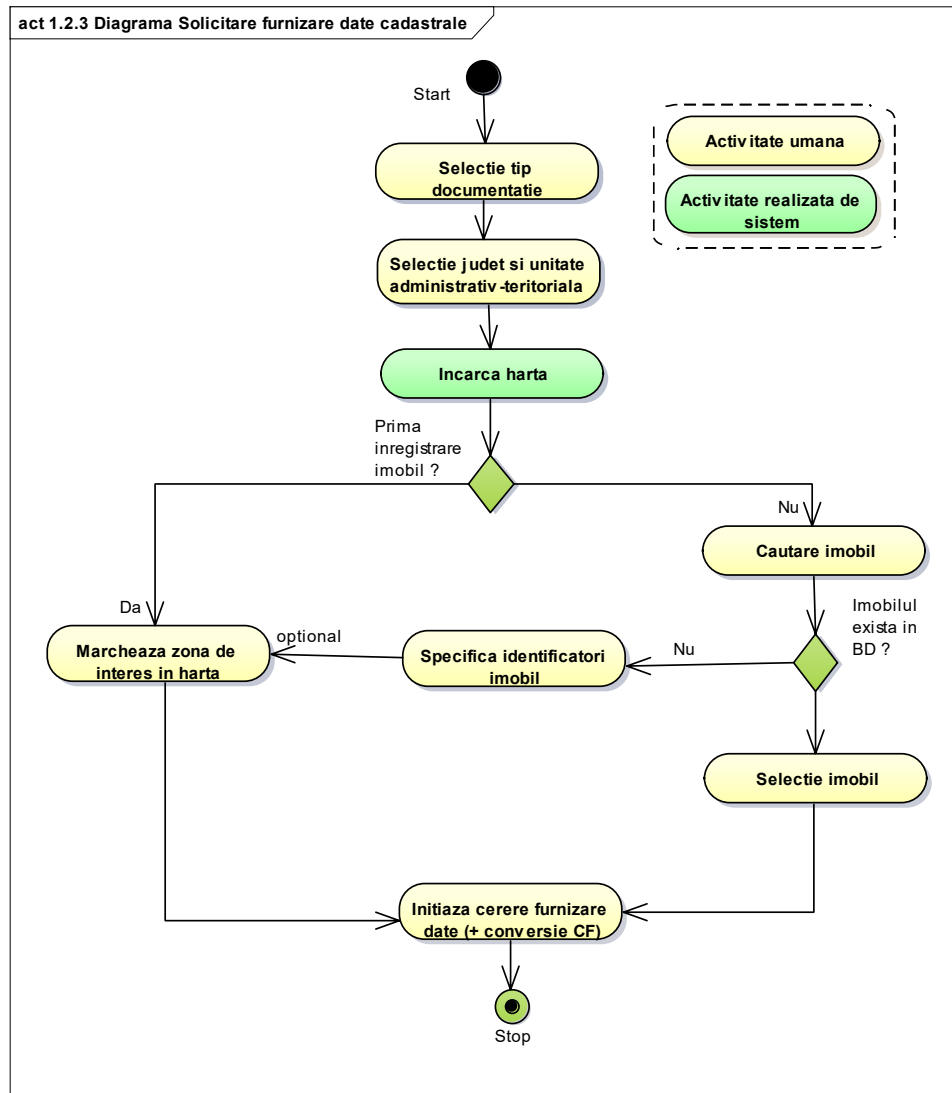 act 1.2.3 Diagrama Solicitare furnizare date cadastrale
Start
Activitate umana
Activitate realizata de
sistem
Selectie tip
documentatie
Selectie judet si unitate
administrativ-teritoriala
Incarca harta
Prima
inregistrare
imobil ?
Nu
Cautare imobil
Da
Imobilul
exista in
BD ?
Marcheaza zona de
interes in harta
optional
Specifica identificatori
imobil
Nu
Selectie imobil
Initiaza cerere furnizare
date (+ conversie CF)
Stop